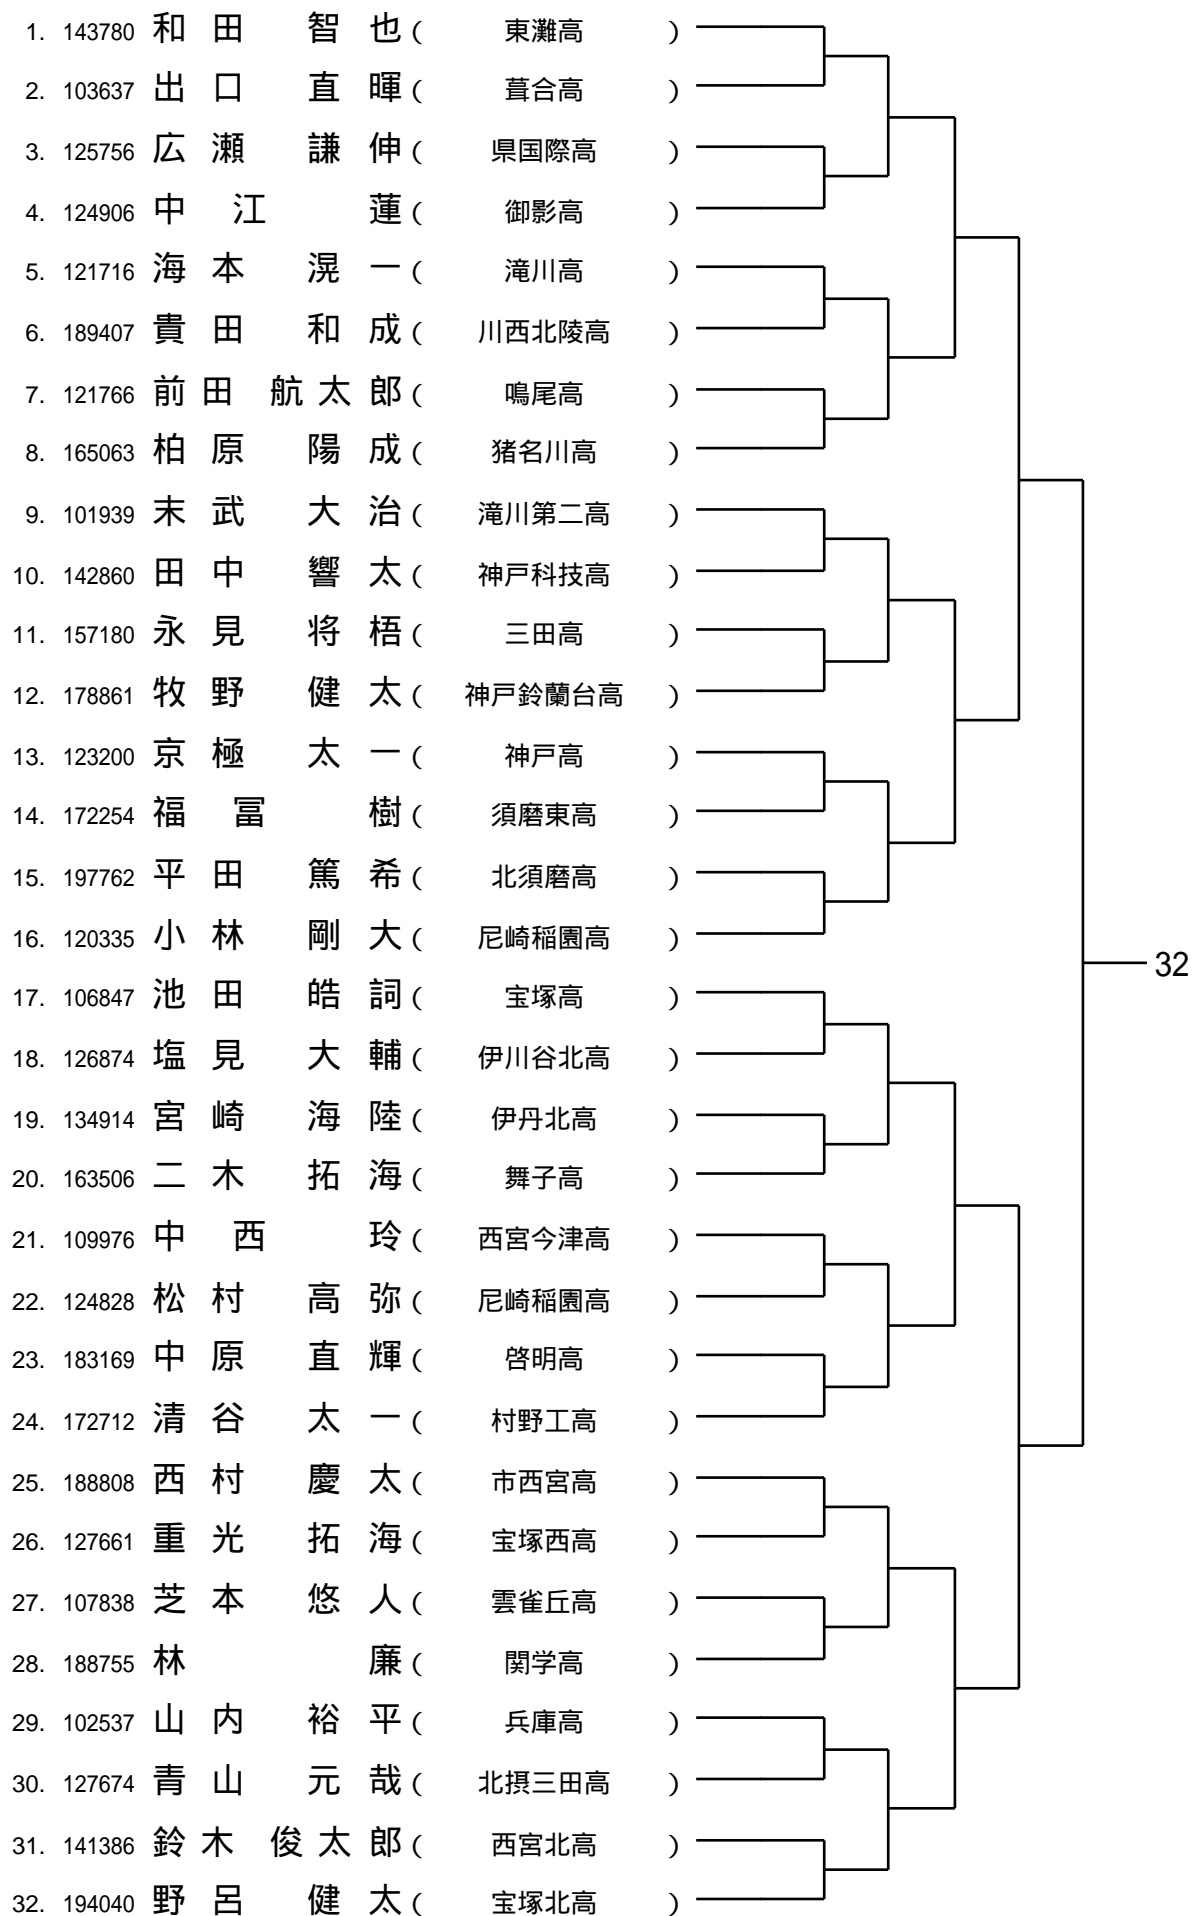 1. 143780 和田 智也 ( 東灘高 )
2. 103637 出口 直暉 ( 葺合高 )
3. 125756 広瀬 謙伸 ( 県国際高 )
4. 124906 中江 蓮 ( 御影高 )
5. 121716 海本 滉一 ( 滝川高 )
6. 189407 貴田 和成 ( 川西北陵高 )
7. 121766 前田 航太郎 ( 鳴尾高 )
8. 165063 柏原 陽成 ( 猪名川高 )
9. 101939 末武 大治 ( 滝川第二高 )
10. 142860 田中 響太 ( 神戸科技高 )
11. 157180 永見 将梧 ( 三田高 )
12. 178861 牧野 健太 ( 神戸鈴蘭台高 )
13. 123200 京極 太一 ( 神戸高 )
14. 172254 福冨 樹 ( 須磨東高 )
15. 197762 平田 篤希 ( 北須磨高 )
16. 120335 小林 剛大 ( 尼崎稲園高 )
32
17. 106847 池田 皓詞 ( 宝塚高 )
18. 126874 塩見 大輔 ( 伊川谷北高 )
19. 134914 宮崎 海陸 ( 伊丹北高 )
20. 163506 二木 拓海 ( 舞子高 )
21. 109976 中西 玲 ( 西宮今津高 )
22. 124828 松村 高弥 ( 尼崎稲園高 )
23. 183169 中原 直輝 ( 啓明高 )
24. 172712 清谷 太一 ( 村野工高 )
25. 188808 西村 慶太 ( 市西宮高 )
26. 127661 重光 拓海 ( 宝塚西高 )
27. 107838 芝本 悠人 ( 雲雀丘高 )
28. 188755 林 廉 ( 関学高 )
29. 102537 山内 裕平 ( 兵庫高 )
30. 127674 青山 元哉 ( 北摂三田高 )
31. 141386 鈴木 俊太郎 ( 西宮北高 )
32. 194040 野呂 健太 ( 宝塚北高 )